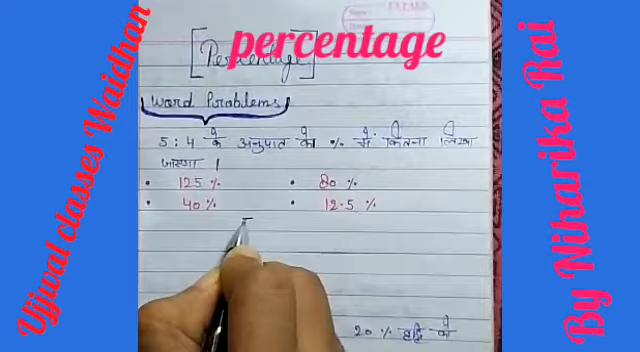 Ujjwal classes Waidhan
percentage
[Percentage]
Word Problems
5 : 4 के अनुपात का % में कितना लिखा
जाएगा |
• 125 %
• 80 %
• 40 %
• 12.5 %
20 % वृद्धि के
By Niharika Rai